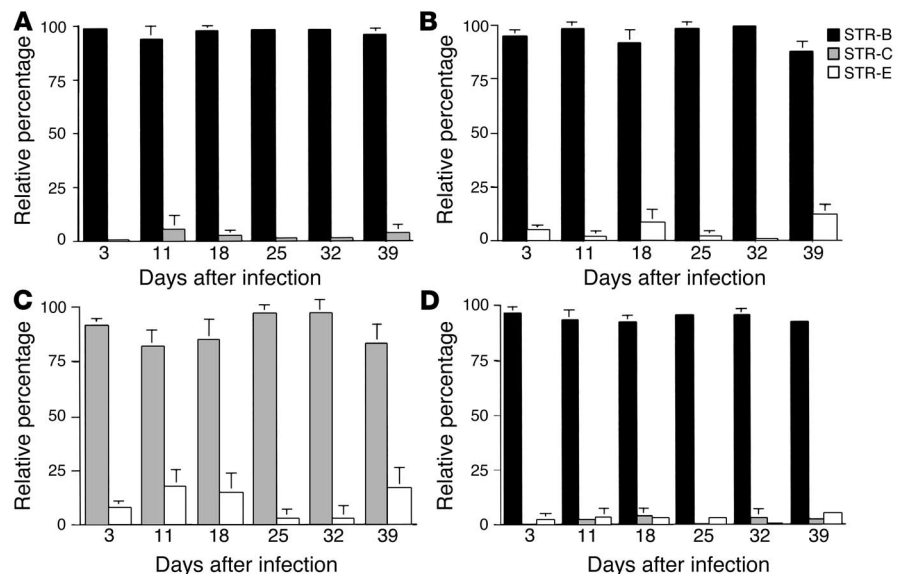 A
Relative percentage
100
75
50
25
0
3 11 18 25 32 39
Days after infection
B
Relative percentage
100
75
50
25
0
3 11 18 25 32 39
Days after infection
STR-B
STR-C
STR-E
C
Relative percentage
100
75
50
25
0
3 11 18 25 32 39
Days after infection
D
Relative percentage
100
75
50
25
0
3 11 18 25 32 39
Days after infection